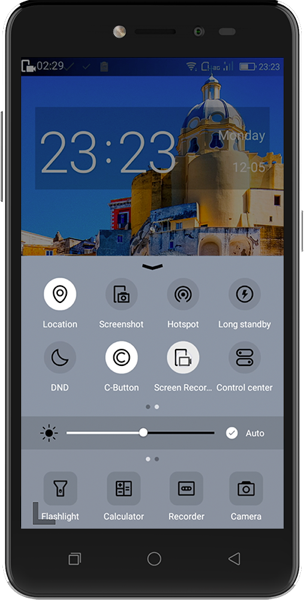 02:29 4G 23:23
23:23 Monday
12-05
Location Screenshot Hotspot Long standby
DND C-Button Screen Recor... Control center
Auto
Flashlight Calculator Recorder Camera